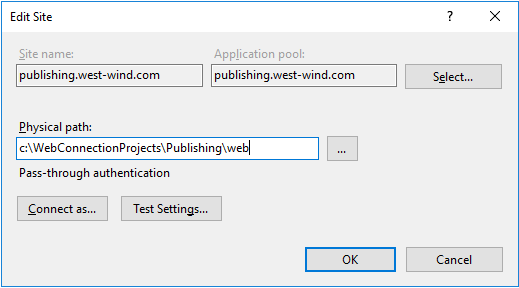 Edit Site
?
Site name:
Application pool:
publishing.west-wind.com
publishing.west-wind.com
Select...
Physical path:
c:\WebConnectionProjects\Publishing\web
...
Pass-through authentication
Connect as...
Test Settings...
OK
Cancel